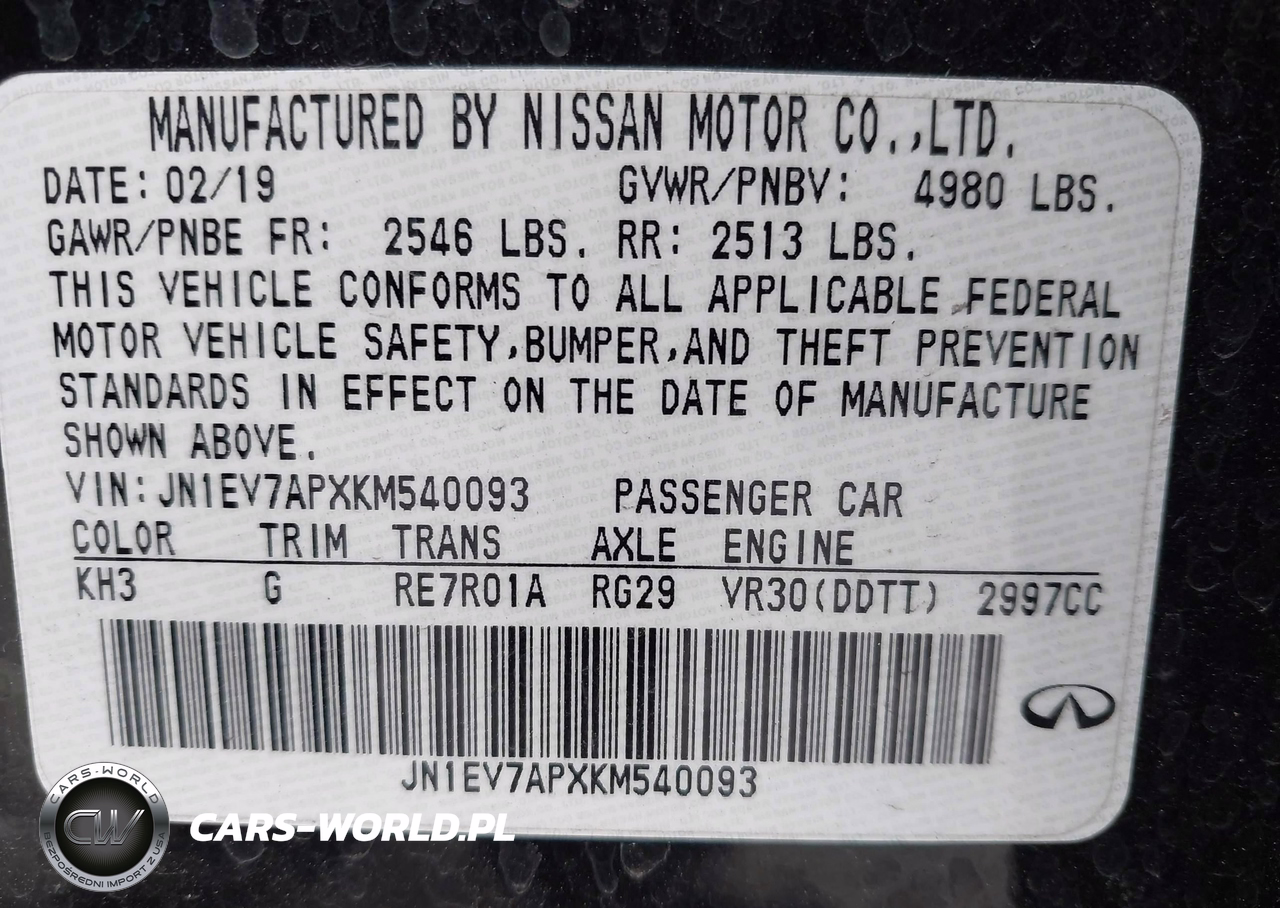 MANUFACTURED BY NISSAN MOTOR CO.,LTD.
DATE: 02/19 GVWR/PNBV: 4980 LBS.
GAWR/PNBE FR: 2546 LBS. RR: 2513 LBS.
THIS VEHICLE CONFORMS TO ALL APPLICABLE FEDERAL
MOTOR VEHICLE SAFETY,BUMPER,AND THEFT PREVENTION
STANDARDS IN EFFECT ON THE DATE OF MANUFACTURE
SHOWN ABOVE.
VIN:JN1EV7APXKM540093 PASSENGER CAR
COLOR TRIM TRANS AXLE ENGINE
KH3 G RE7R01A RG29 VR30(DDTT) 2997CC
JN1EV7APXKM540093
CARS-WORLD
CW
BEZPOŚREDNI IMPORT Z USA
CARS-WORLD.PL